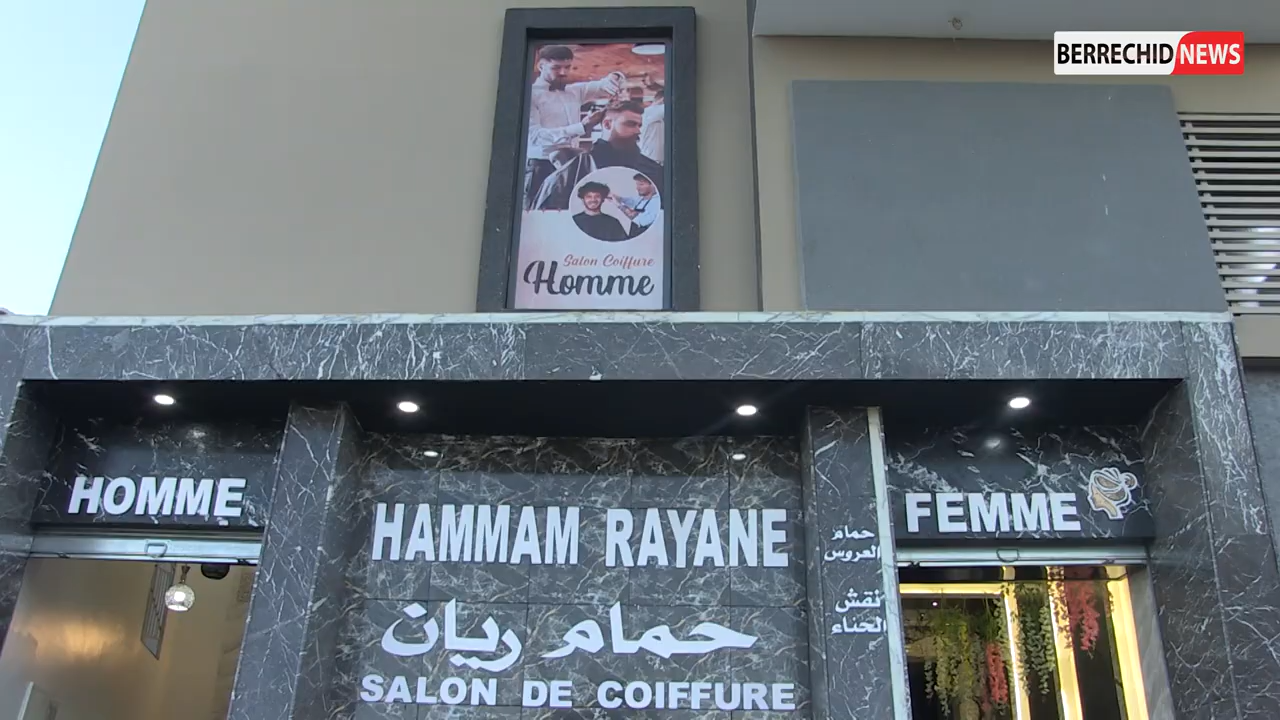 BERRECHID NEWS
Salon Coiffure
Homme
HOMME
HAMMAM RAYANE
حمام ريان
SALON DE COIFFURE
حمام
العروس
نقش
الحناء
FEMME